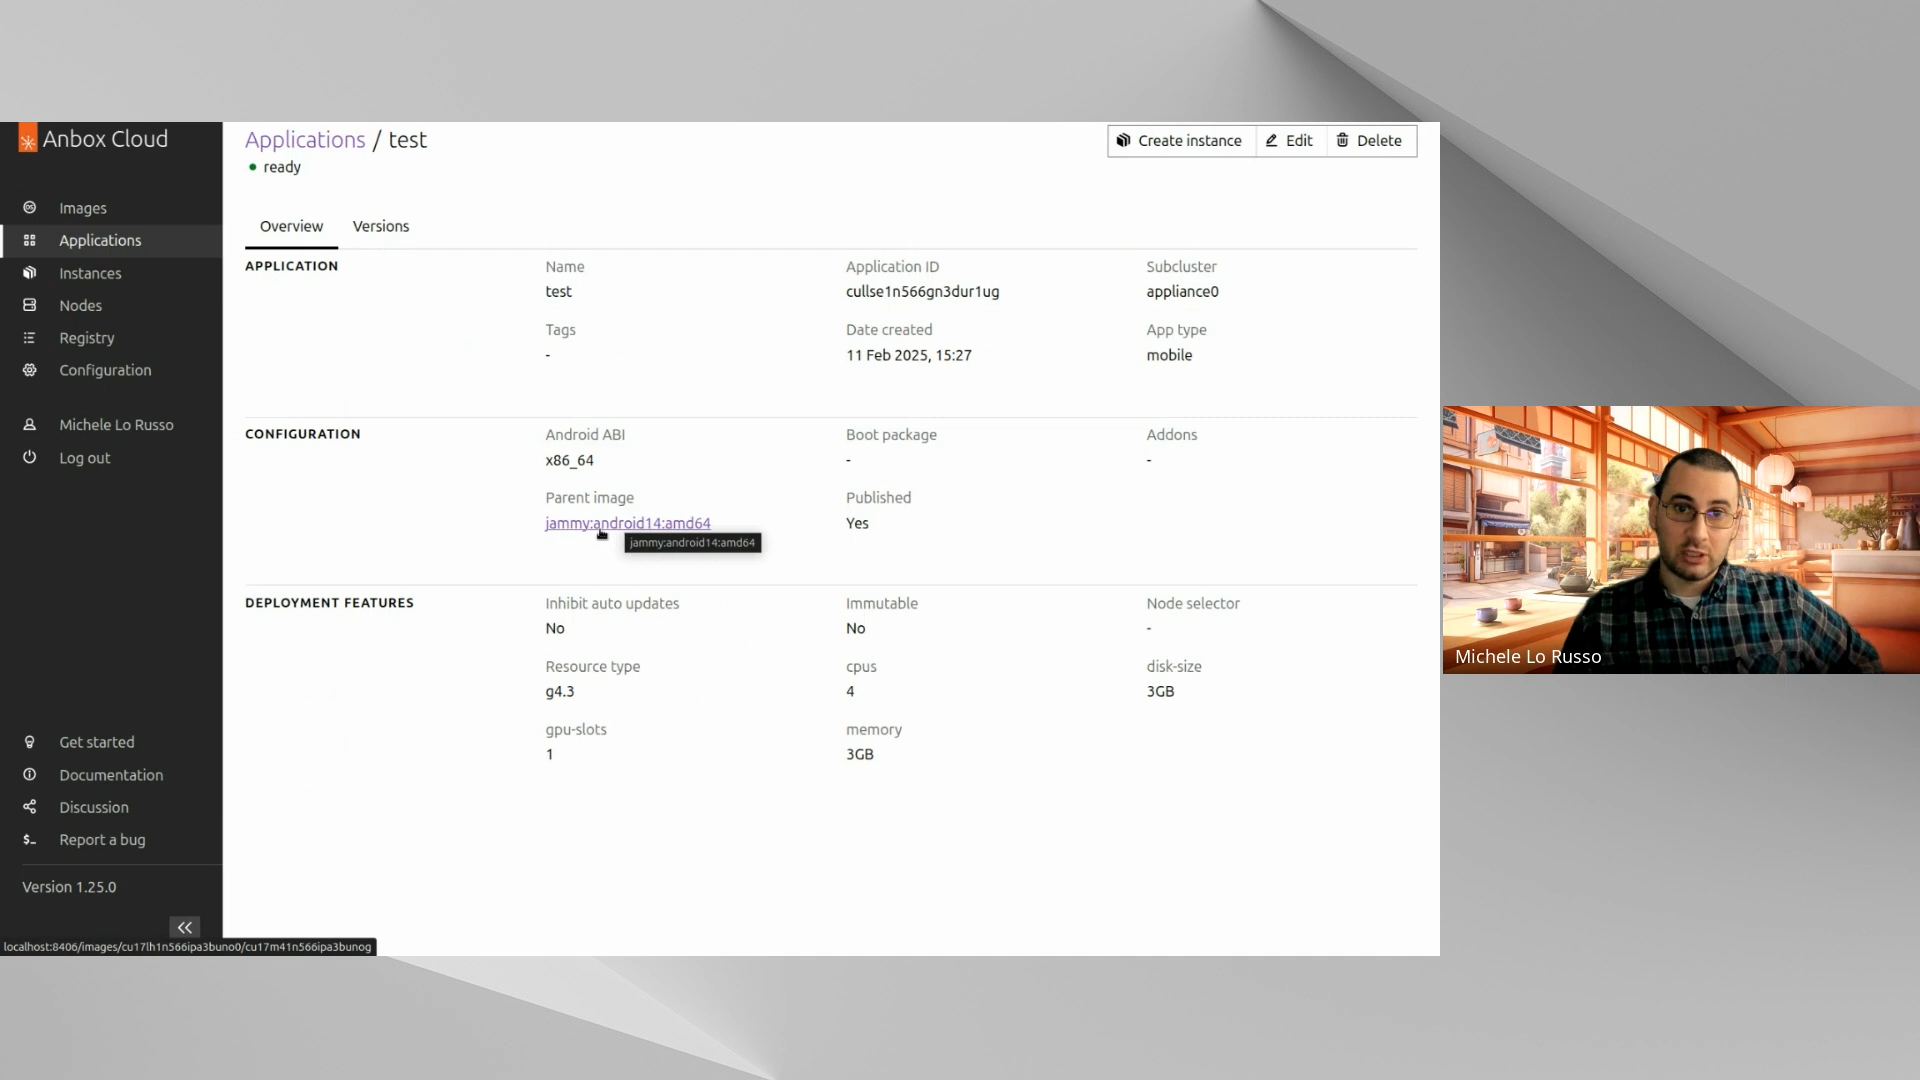 Anbox Cloud
Images
Applications
Instances
Nodes
Registry
Configuration
Michele Lo Russo
Log out
Get started
Documentation
Discussion
Report a bug
Version 1.25.0
localhost:8406/images/cu17lh1n566ipa3buno0/cu17m41n566ipa3bunog
Applications / test
ready
Create instance
Edit
Delete
Overview
Versions
APPLICATION
Name
test
Application ID
cullse1n566gn3dur1ug
Subcluster
appliance0
Tags
-
Date created
11 Feb 2025, 15:27
App type
mobile
CONFIGURATION
Android ABI
x86_64
Boot package
-
Addons
-
Parent image
jammy:android14:amd64
jammy:android14:amd64
Published
Yes
DEPLOYMENT FEATURES
Inhibit auto updates
No
Immutable
No
Node selector
-
Resource type
g4.3
cpus
4
disk-size
3GB
gpu-slots
1
memory
3GB
Michele Lo Russo